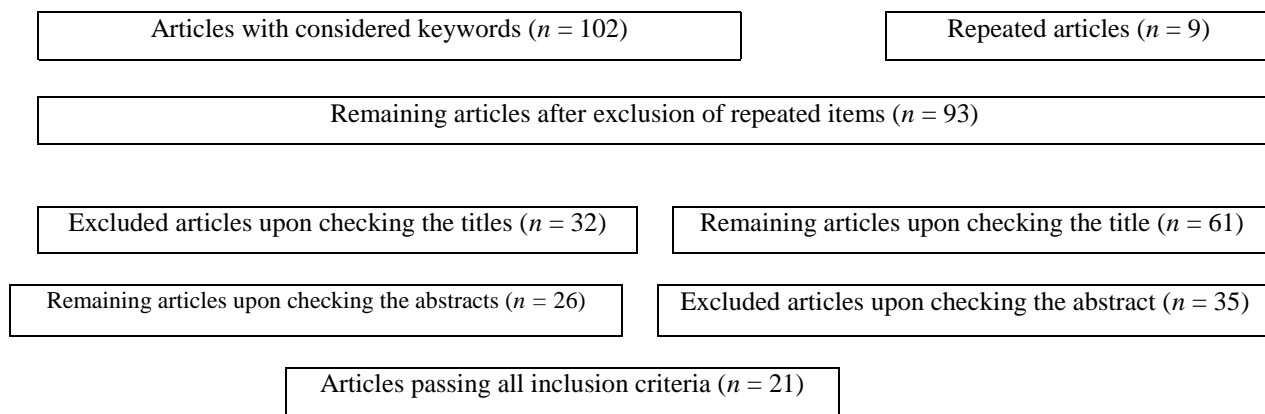 Articles with considered keywords (n = 102)
Repeated articles (n = 9)
Remaining articles after exclusion of repeated items (n = 93)
Excluded articles upon checking the titles (n = 32)
Remaining articles upon checking the title (n = 61)
Remaining articles upon checking the abstracts (n = 26)
Excluded articles upon checking the abstract (n = 35)
Articles passing all inclusion criteria (n = 21)